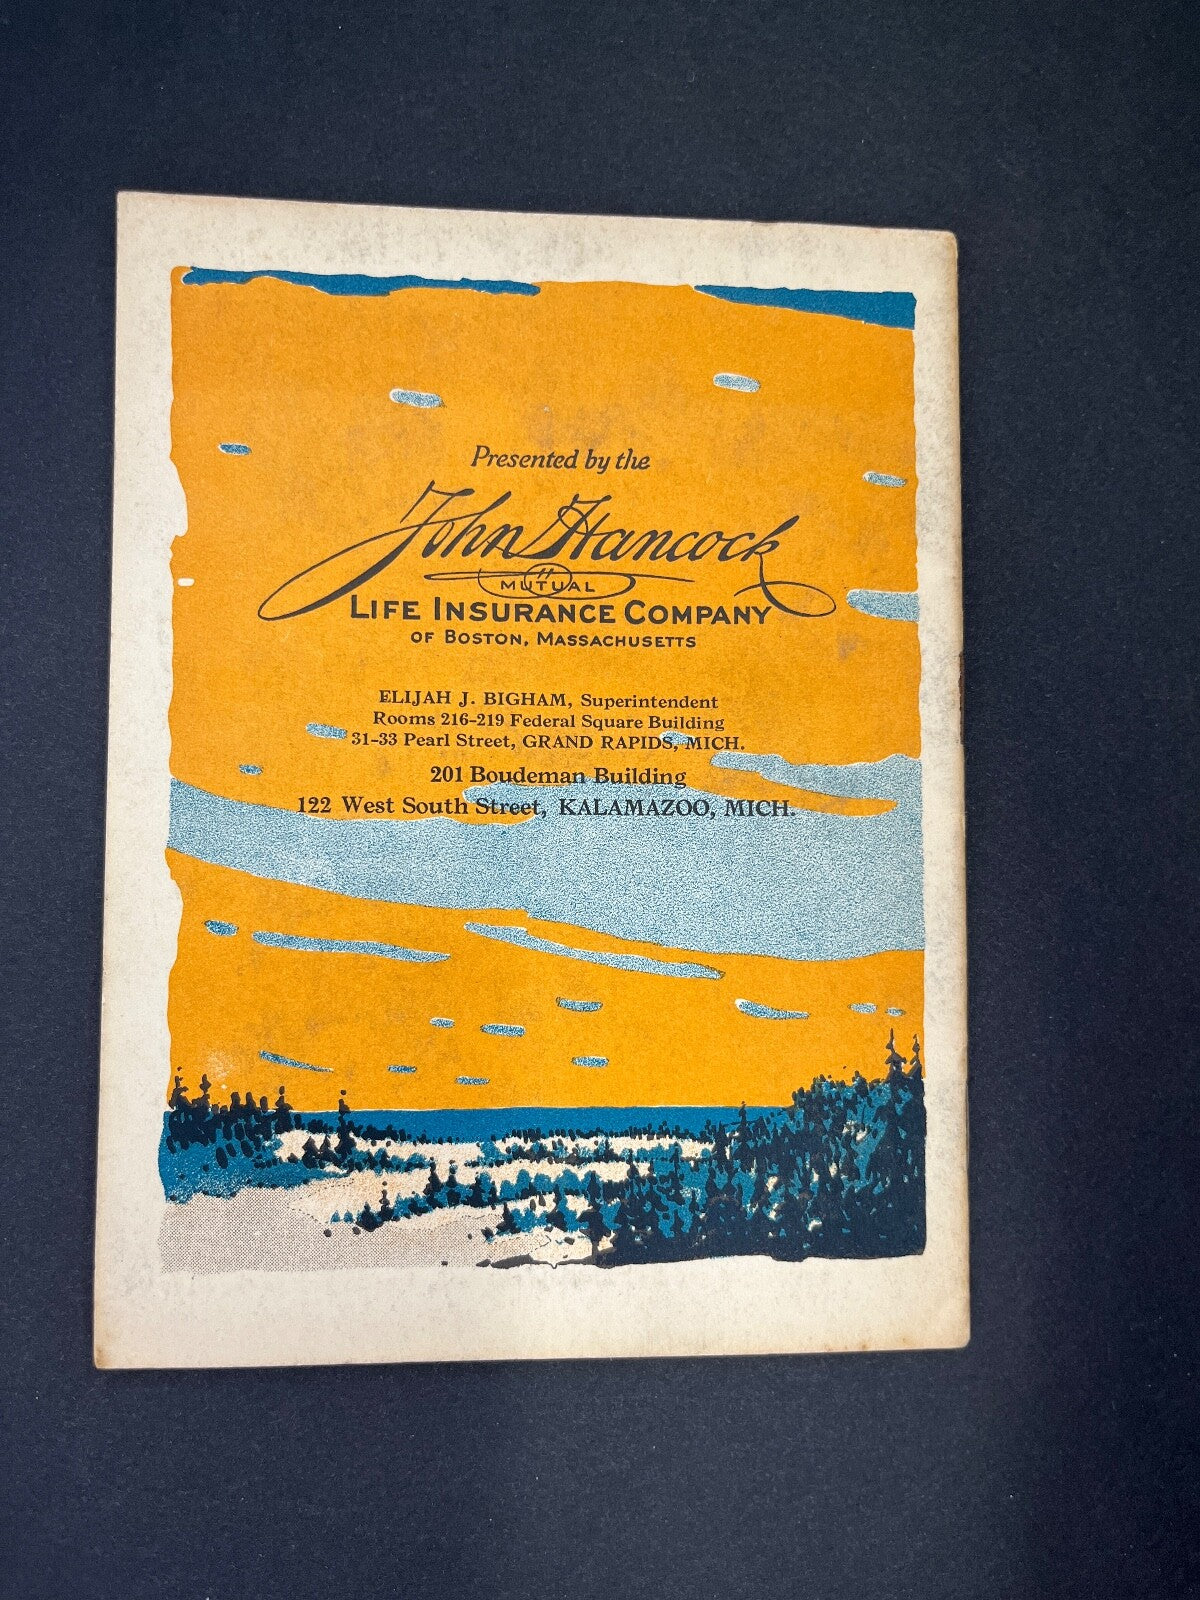 Presented by the
John Hancock
MUTUAL
LIFE INSURANCE COMPANY
OF BOSTON, MASSACHUSETTS
ELIJAH J. BIGHAM, Superintendent
Rooms 216-219 Federal Square Building
31-33 Pearl Street, GRAND RAPIDS, MICH.
201 Boudeman Building
122 West South Street, KALAMAZOO, MICH.